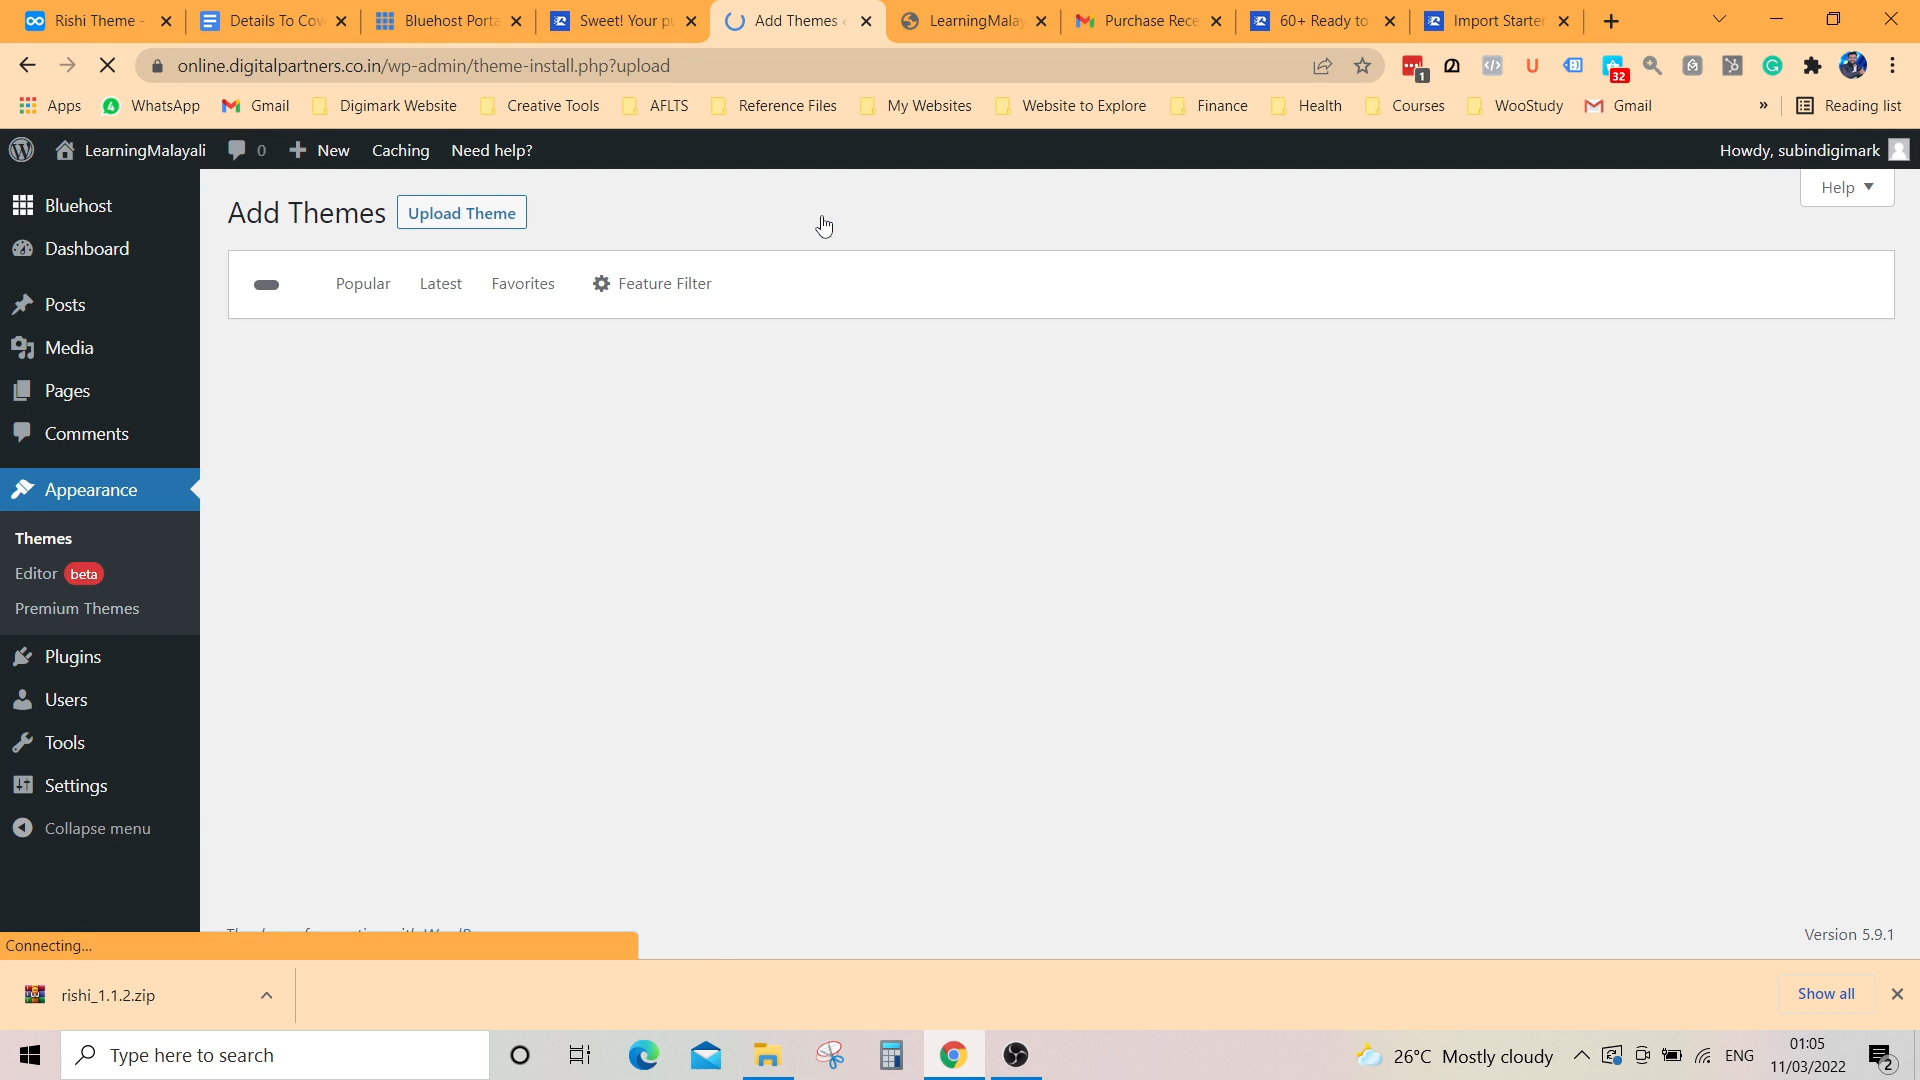 Rishi Theme -
Details To Cov
Bluehost Porta
Sweet! Your pu
Add Themes
LearningMalay
Purchase Rece
60+ Ready to
Import Starter
online.digitalpartners.co.in/wp-admin/theme-install.php?upload
1
32
Apps
WhatsApp
Gmail
Digimark Website
Creative Tools
AFLTS
Reference Files
My Websites
Website to Explore
Finance
Health
Courses
WooStudy
Gmail
»
Reading list
LearningMalayali
0
New
Caching
Need help?
Howdy, subindigimark
Help
Bluehost
Dashboard
Posts
Media
Pages
Comments
Appearance
Themes
Editor beta
Premium Themes
Plugins
Users
Tools
Settings
Collapse menu
Add Themes
Upload Theme
Popular
Latest
Favorites
Feature Filter
Version 5.9.1
Connecting...
rishi_1.1.2.zip
Show all
Type here to search
26°C Mostly cloudy
ENG
01:05
11/03/2022
2